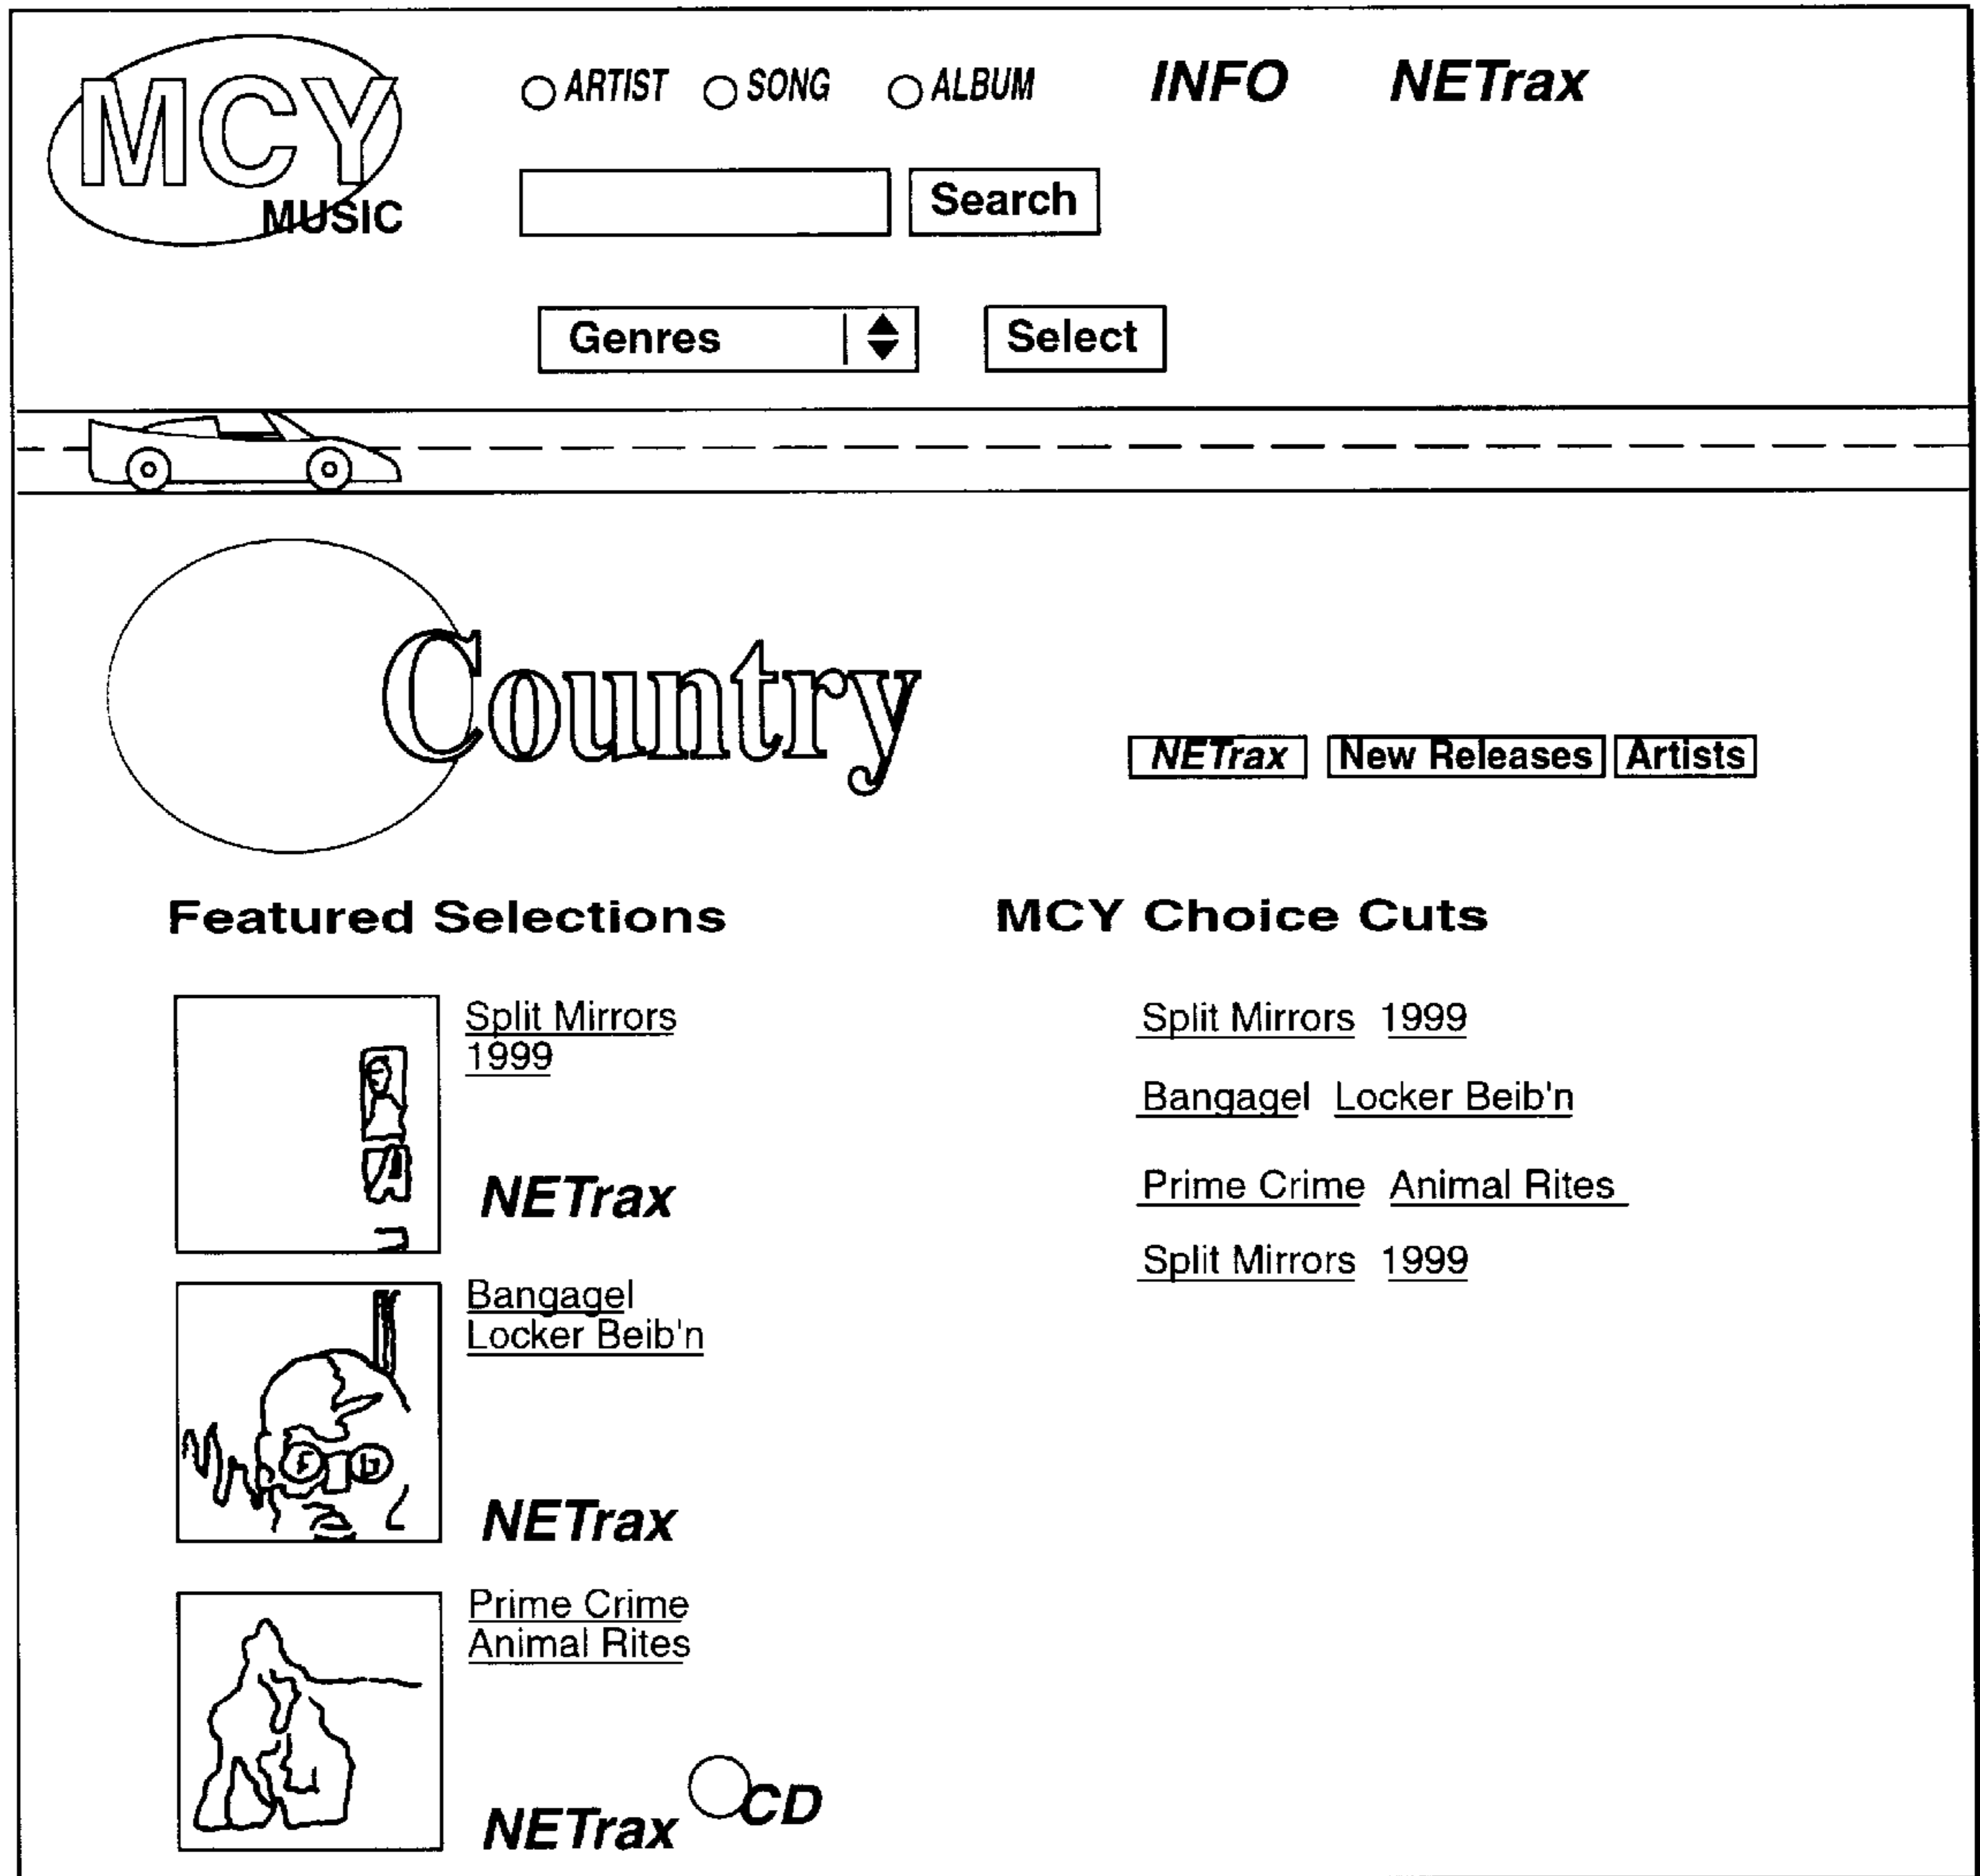 MCY
MUSIC
ARTIST SONG ALBUM INFO NETrax
Search
Genres Select
Country
NETrax New Releases Artists
Featured Selections
Split Mirrors
1999
NETrax
Bangagel
Locker Beib'n
NETrax
Prime Crime
Animal Rites
NETrax CD
MCY Choice Cuts
Split Mirrors 1999
Bangagel Locker Beib'n
Prime Crime Animal Rites
Split Mirrors 1999